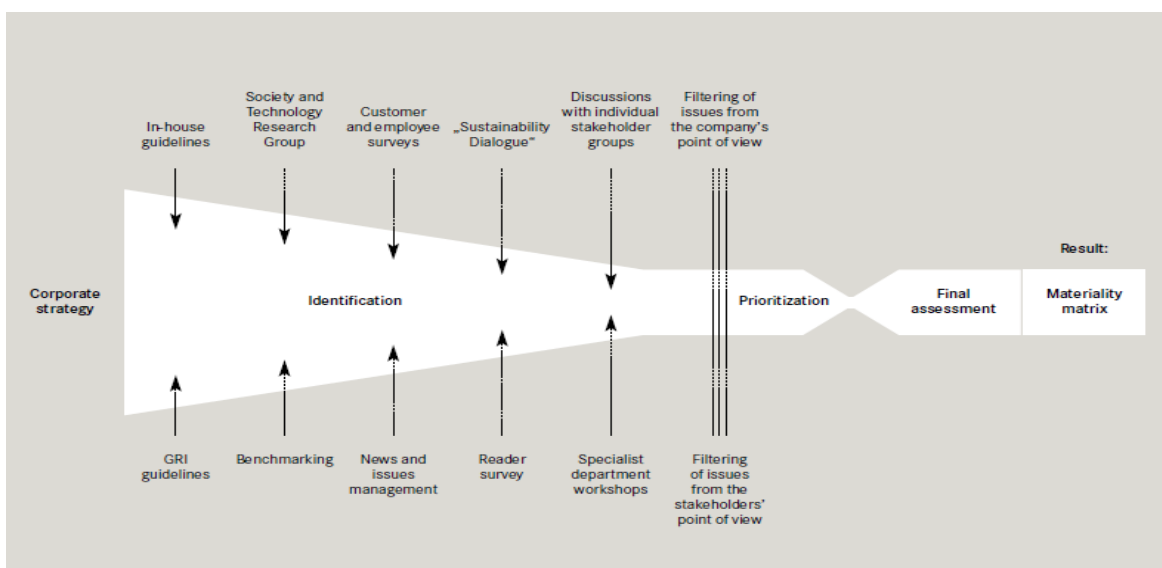 In-house
guidelines
Society and
Technology
Research
Group
Customer
and employee
surveys
„Sustainability
Dialogue“
Discussions
with individual
stakeholder
groups
Filtering of
issues from
the company's
point of view
Corporate
strategy
Identification
Prioritization
Final
assessment
Result:
Materiality
matrix
GRI
guidelines
Benchmarking
News and
issues
management
Reader
survey
Specialist
department
workshops
Filtering
of issues
from the
stakeholders'
point of view